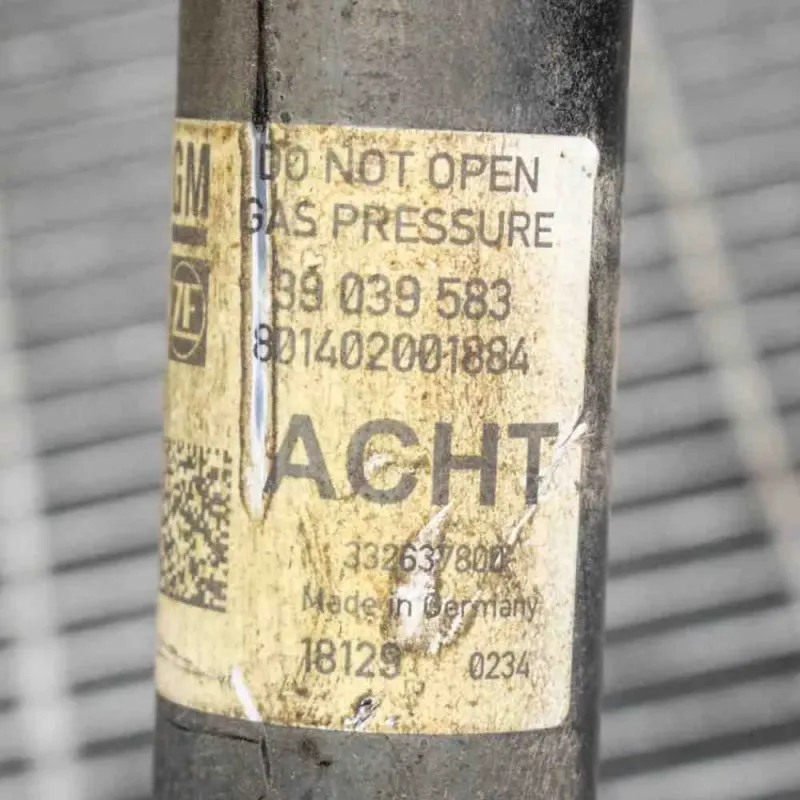 GM
ZF
DO NOT OPEN
GAS PRESSURE
39 039 583
801402001884
ACHT
332637800
Made in Germany
18129 0234